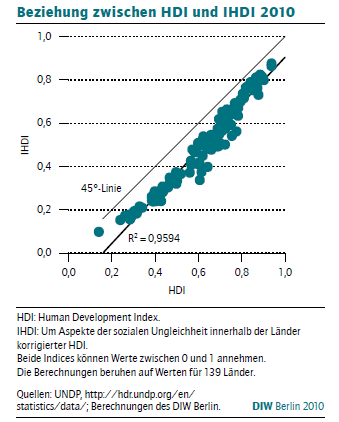 Beziehung zwischen HDI und IHDI 2010
1,0
0,8
0,6
0,4
0,2
0,0
IHDI
45°-Linie
R² = 0,9594
0,0 0,2 0,4 0,6 0,8 1,0
HDI
HDI: Human Development Index.
IHDI: Um Aspekte der sozialen Ungleichheit innerhalb der Länder
korrigierter HDI.
Beide Indices können Werte zwischen 0 und 1 annehmen.
Die Berechnungen beruhen auf Werten für 139 Länder.
Quellen: UNDP, http://hdr.undp.org/en/
statistics/data/; Berechnungen des DIW Berlin. DIW Berlin 2010